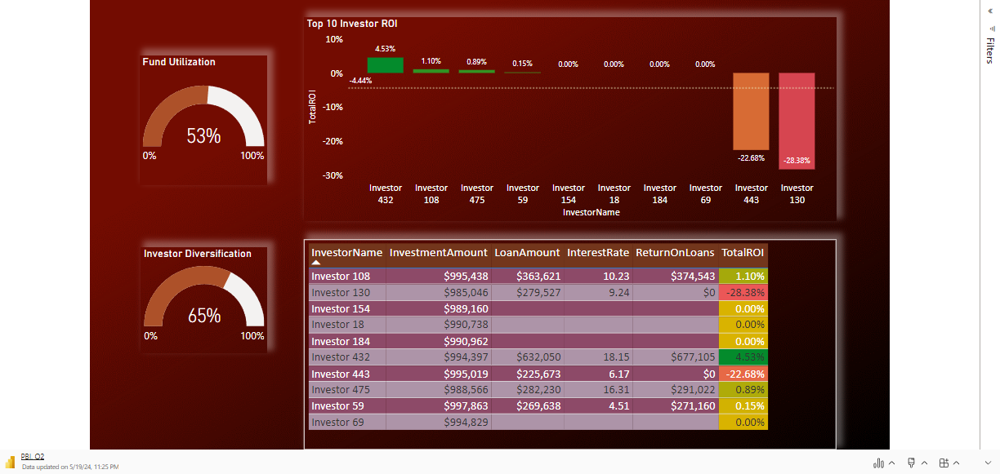 Top 10 Investor ROI
10%
0%
-10%
-20%
-30%
TotalROI
4.53%
1.10%
0.89%
0.15%
0.00%
0.00%
0.00%
0.00%
-4.44%
-22.68%
-28.38%
Investor 432
Investor 108
Investor 475
Investor 59
Investor 154
Investor 18
Investor 184
Investor 69
Investor 443
Investor 130
InvestorName
Fund Utilization
53%
0% 100%
Investor Diversification
65%
0% 100%
InvestorName InvestmentAmount LoanAmount InterestRate ReturnOnLoans TotalROI
Investor 108 $995,438 $363,621 10.23 $374,543 1.10%
Investor 130 $985,046 $279,527 9.24 $0 -28.38%
Investor 154 $989,160 0.00%
Investor 18 $990,738 0.00%
Investor 184 $990,962 0.00%
Investor 432 $994,397 $632,050 18.15 $677,105 4.53%
Investor 443 $995,019 $225,673 6.17 $0 -22.68%
Investor 475 $988,566 $282,230 16.31 $291,022 0.89%
Investor 59 $997,863 $269,638 4.51 $271,160 0.15%
Investor 69 $994,829 0.00%
Filters
PBI_O2
Data updated on 5/19/24, 11:25 PM